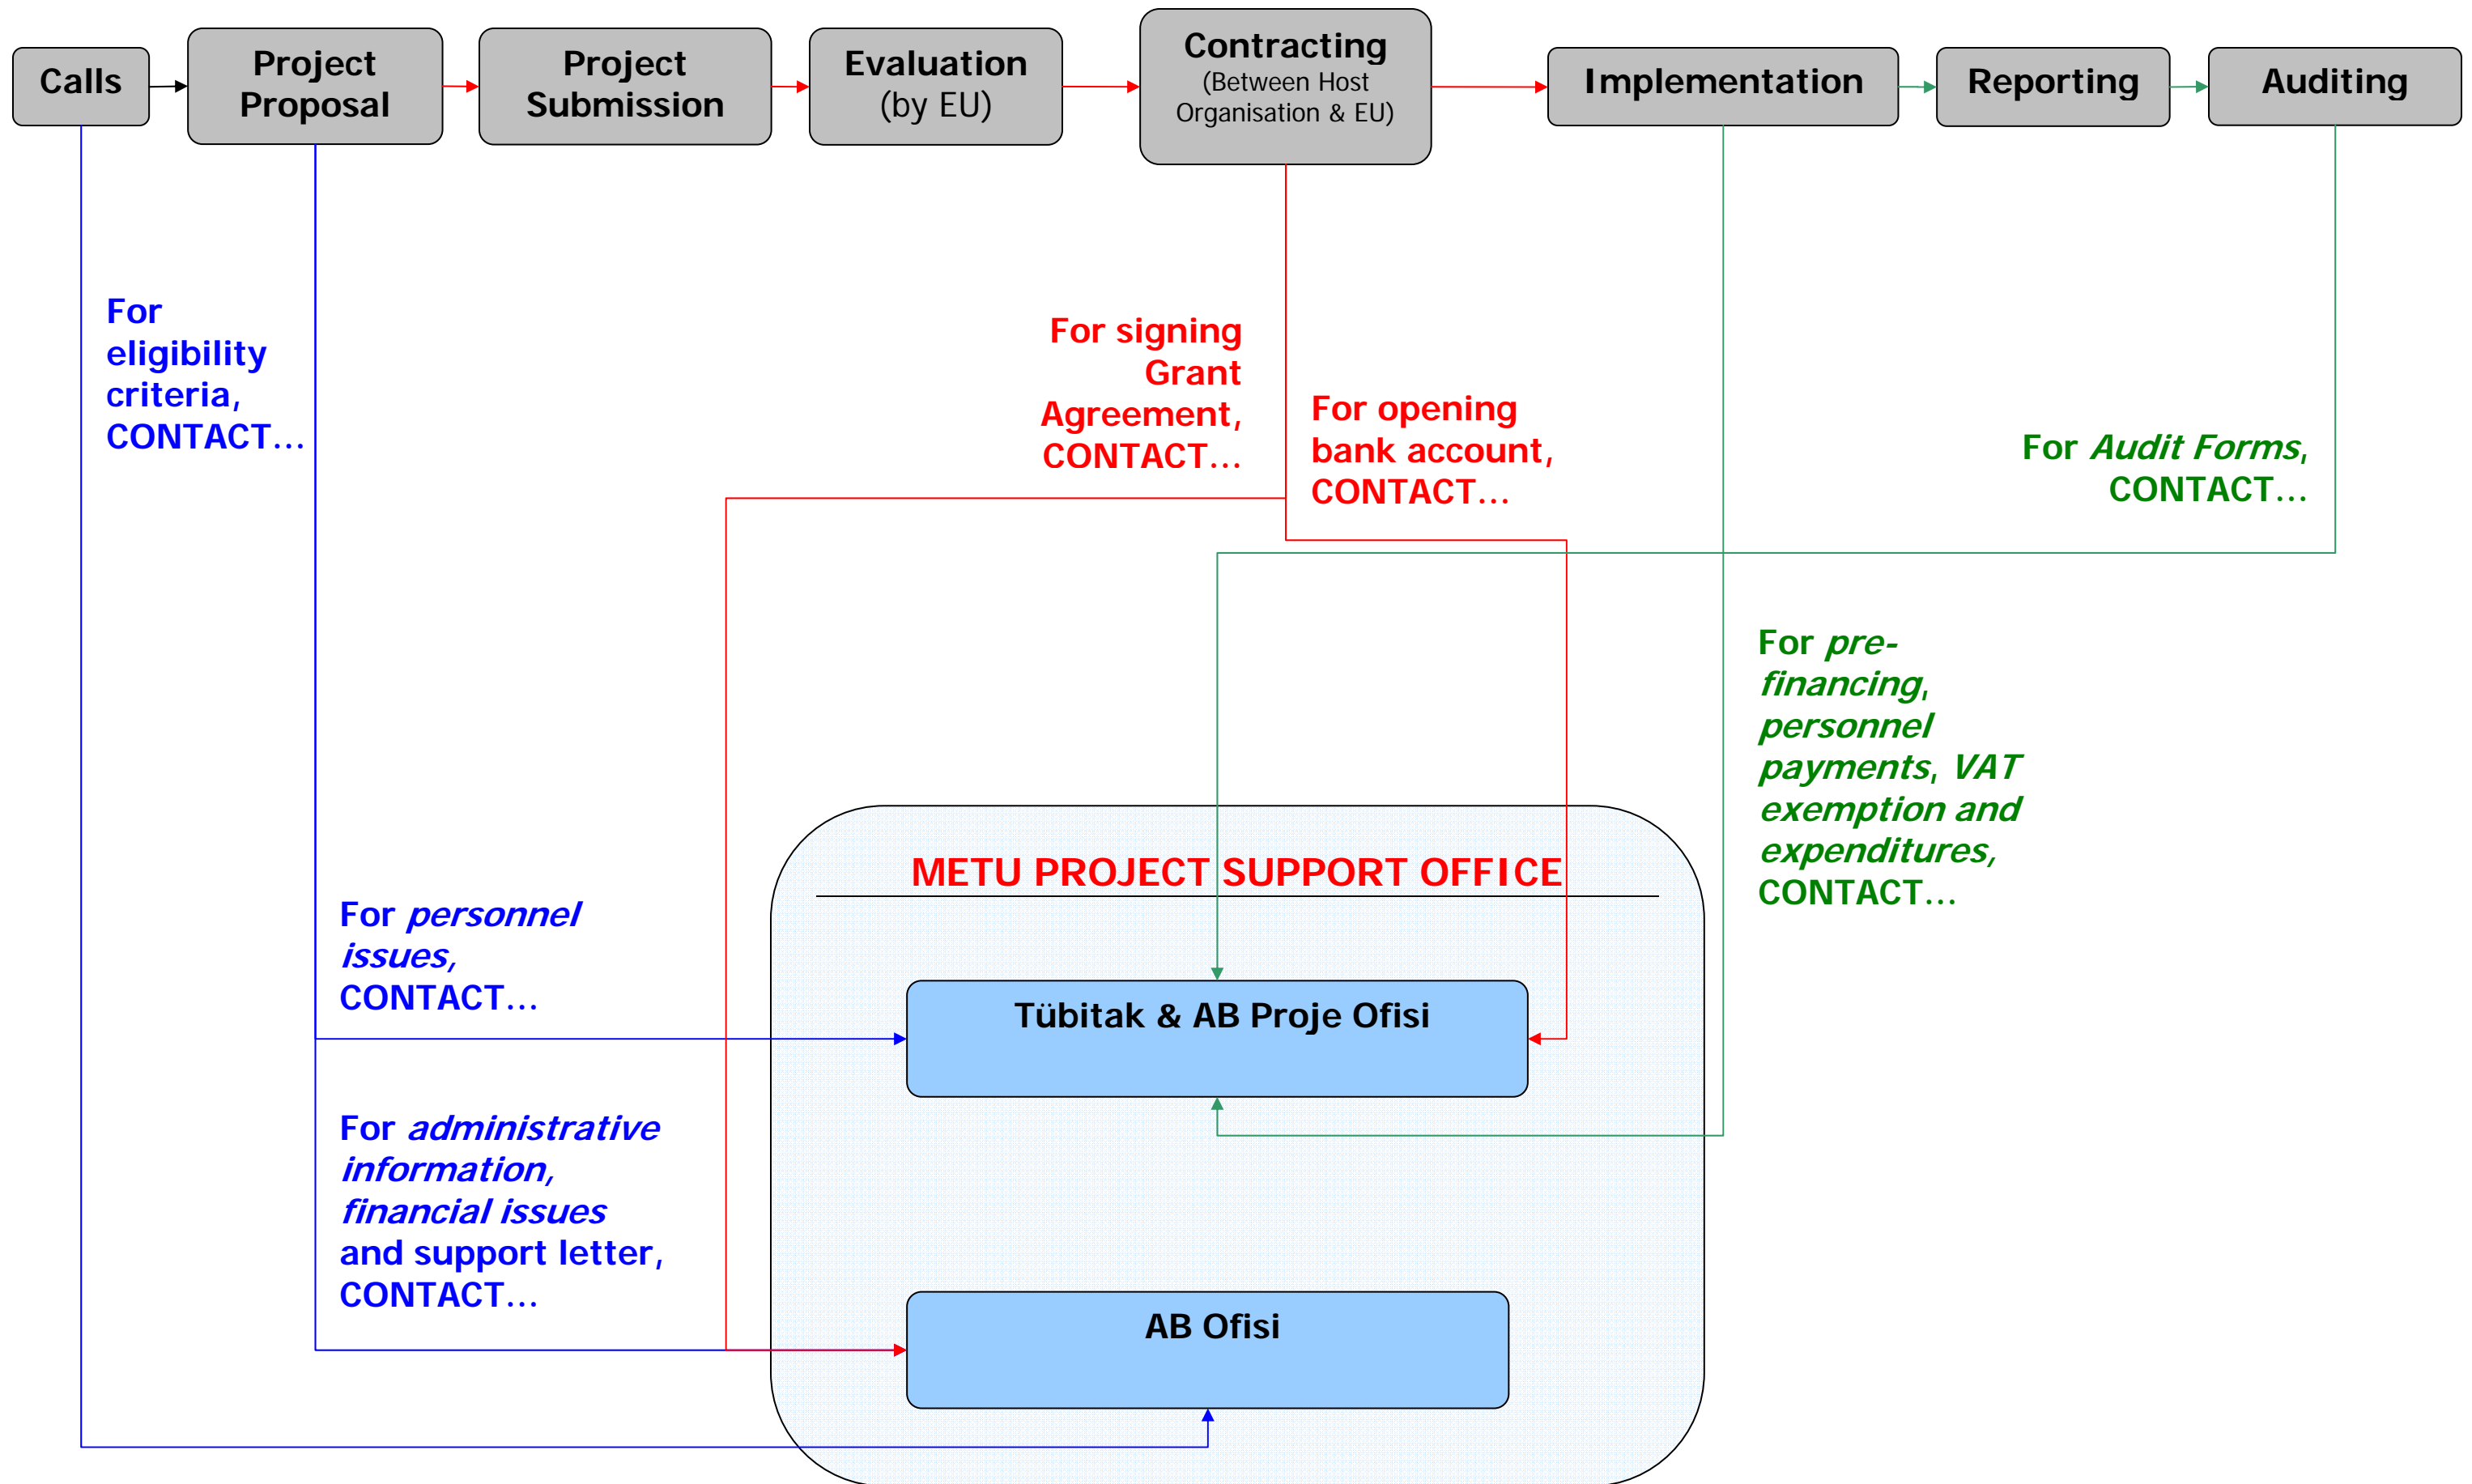 Calls
Project
Proposal
Project
Submission
Evaluation
(by EU)
Contracting
(Between Host
Organisation & EU)
Implementation
Reporting
Auditing
For
eligibility
criteria,
CONTACT...
For signing
Grant
Agreement,
CONTACT...
For opening
bank account,
CONTACT...
For Audit Forms,
CONTACT...
For pre-
financing,
personnel
payments, VAT
exemption and
expenditures,
CONTACT...
METU PROJECT SUPPORT OFFICE
For personnel
issues,
CONTACT...
Tübitak & AB Proje Ofisi
For administrative
information,
financial issues
and support letter,
CONTACT...
AB Ofisi